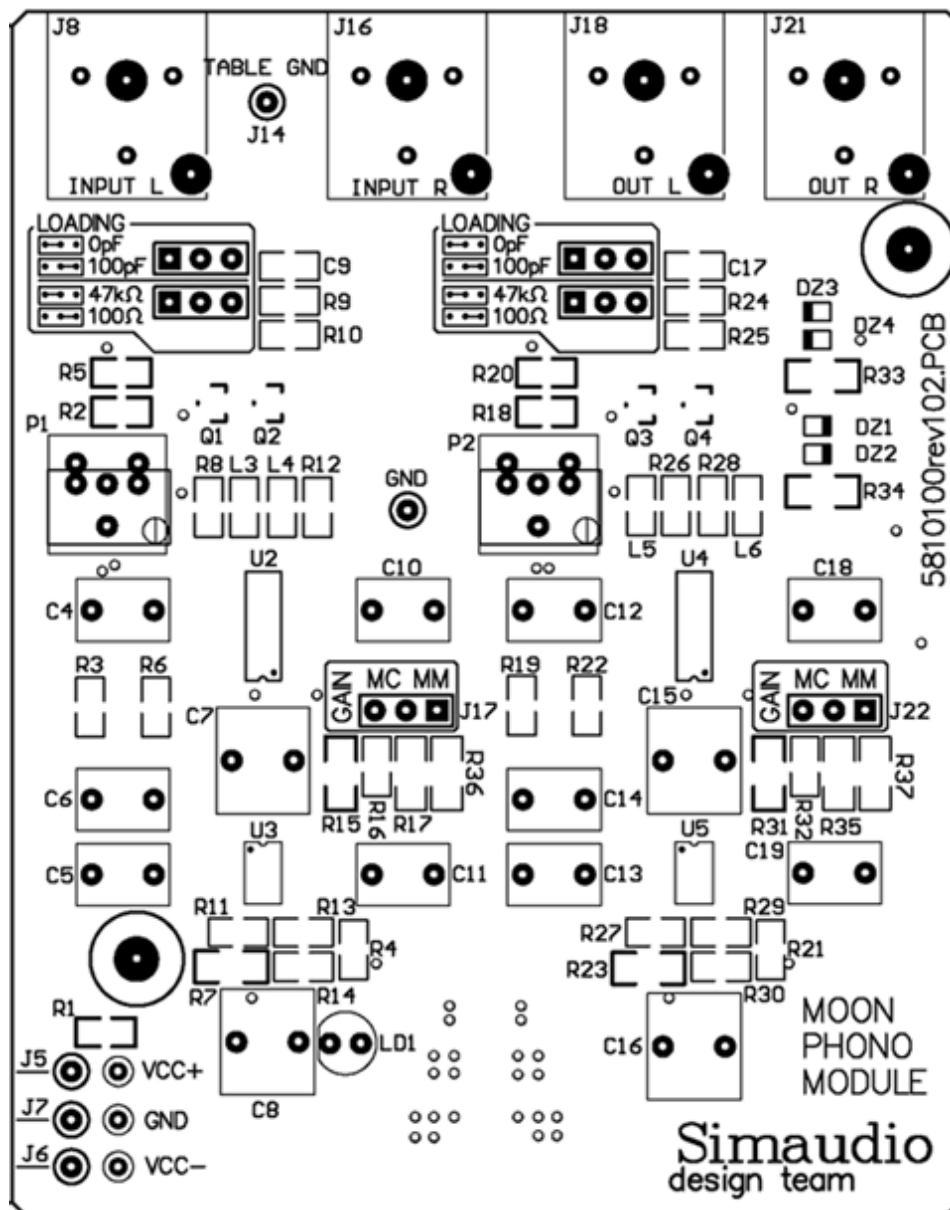 J8 J16 J18 J21
TABLE GND
J14
INPUT L INPUT R OUT L OUT R
LOADING LOADING
0pF 0pF
100pF 100pF
47kΩ 47kΩ
100Ω 100Ω
C9 C17
R9 R24
R10 R25
DZ3
DZ4
R5 R20 R33
R2 R18
P1 Q1 Q2 P2 Q3 Q4
DZ1
DZ2
R8 L3 L4 R12 GND R26 R28
R34
L5 L6
5810100rev102.PCB
U2 C10 U4 C18
C4 C12
R3 R6 R19 R22
GAIN MC MM GAIN MC MM
C7 J17 C15 J22
R36 R37
C6 C14
R15 R16 R17 R31 R32 R35
U3 U5
C5 C11 C13 C19
R11 R13 R27 R29
R4 R21
R7 R14 R23 R30
R1
LD1 C16
C8
MOON
PHONO
MODULE
J5 VCC+
J7 GND
J6 VCC-
Simaudio
design team